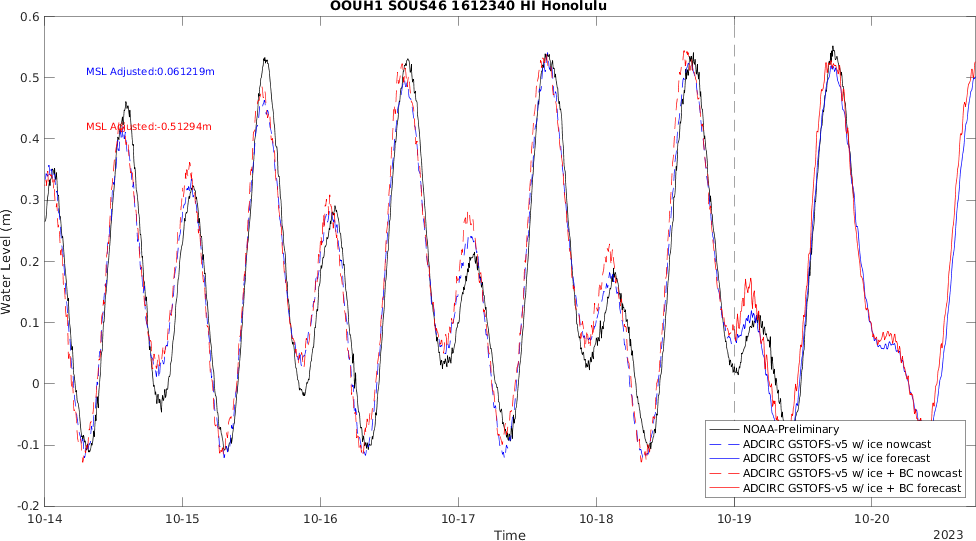 OOUH1 SOUS46 1612340 HI Honolulu
0.6
0.5
0.4
0.3
0.2
0.1
0
-0.1
-0.2
Water Level (m)
MSL Adjusted:0.061219m
MSL Adjusted:-0.51294m
NOAA-Preliminary
ADCIRC GSTOFS-v5 w/ ice nowcast
ADCIRC GSTOFS-v5 w/ ice forecast
ADCIRC GSTOFS-v5 w/ice + BC nowcast
ADCIRC GSTOFS-v5 w/ice + BC forecast
10-14 10-15 10-16 10-17 10-18 10-19 10-20
Time
2023